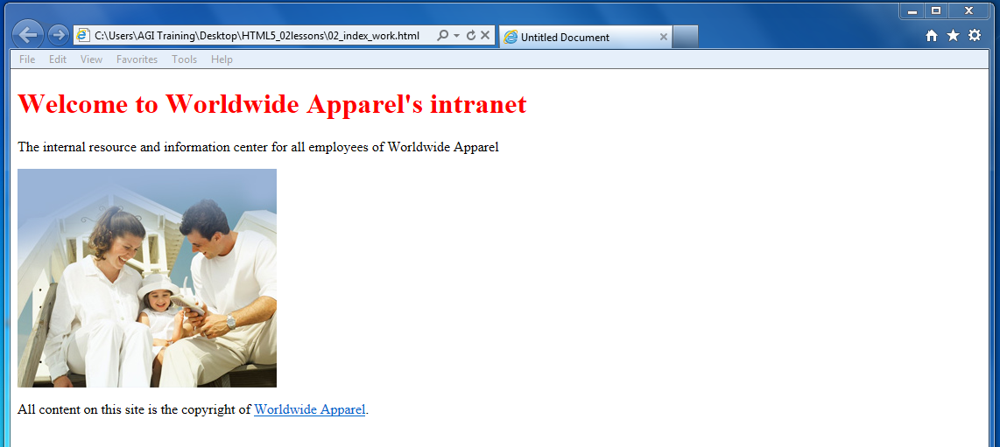 C:\Users\AGI Training\Desktop\HTML5_02lessons\02_index_work.html
Untitled Document
File Edit View Favorites Tools Help
Welcome to Worldwide Apparel's intranet
The internal resource and information center for all employees of Worldwide Apparel
All content on this site is the copyright of Worldwide Apparel.